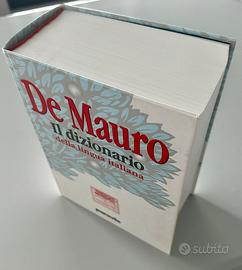 De Mauro
Il dizionario
della lingua italiana
subito